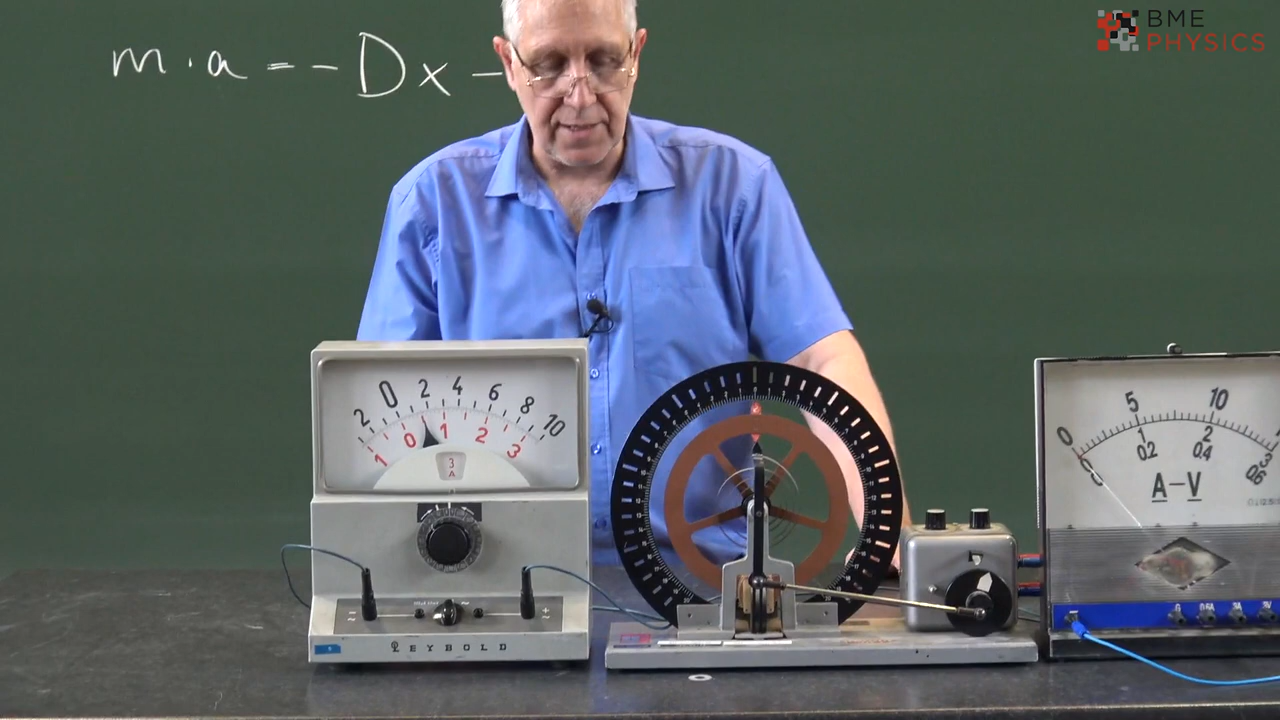 m · a = - D x -
BME
PHYSICS
2 0 2 4 6 8 10
1 0 1 2 3
3
A
LEYBOLD
0 5 10
0 1 2 3
0.2 0.4 0.6
A-V